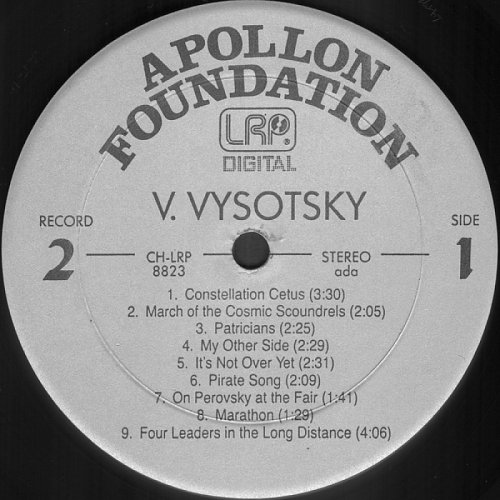 APOLLON
FOUNDATION
LRP
DIGITAL
V. VYSOTSKY
RECORD
2
SIDE
1
CH-LRP
8823
STEREO
ada
1. Constellation Cetus (3:30)
2. March of the Cosmic Scoundrels (2:05)
3. Patricians (2:25)
4. My Other Side (2:29)
5. It's Not Over Yet (2:31)
6. Pirate Song (2:09)
7. On Perovsky at the Fair (1:41)
8. Marathon (1:29)
9. Four Leaders in the Long Distance (4:06)